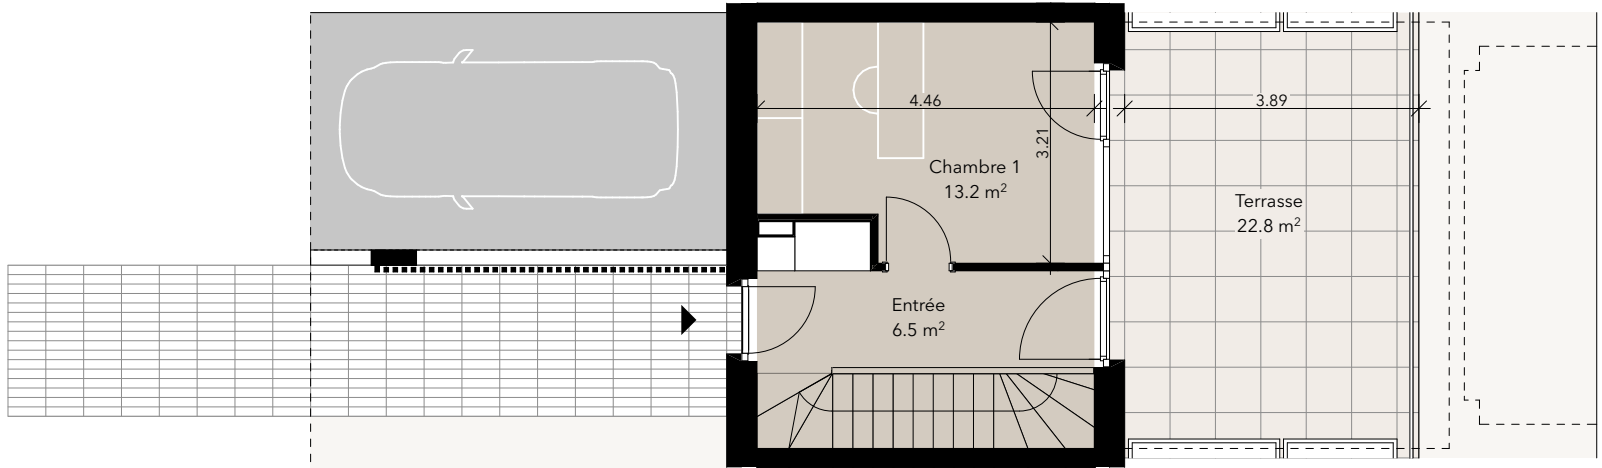 4.46
3.89
3.21
Chambre 1
13.2 m²
Terrasse
22.8 m²
Entrée
6.5 m²